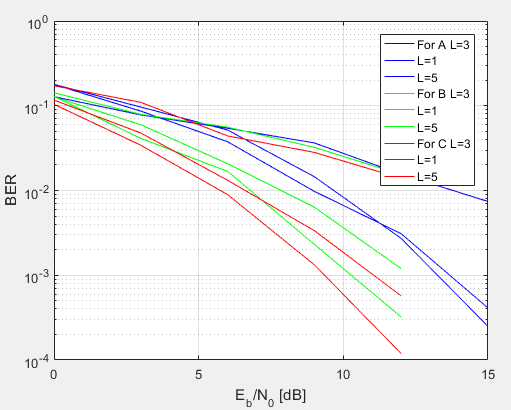 10^0
10^-1
10^-2
10^-3
10^-4
BER
0
5
10
15
E_b/N_0 [dB]
For A L=3
L=1
L=5
For B L=3
L=1
L=5
For C L=3
L=1
L=5